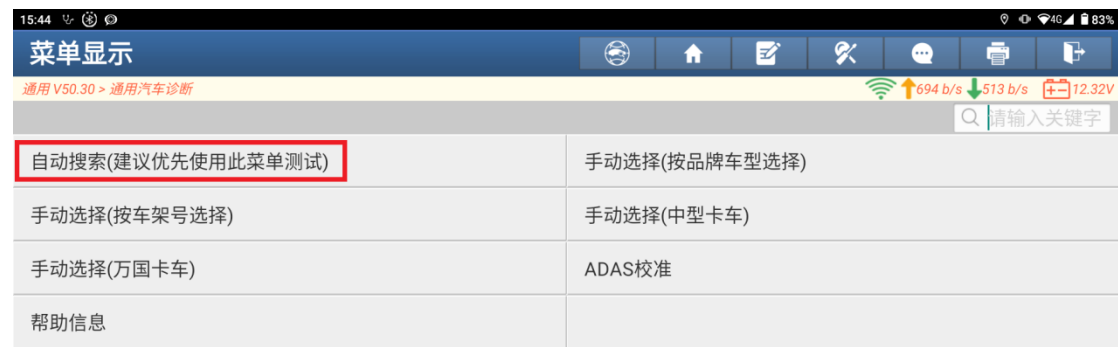 15:44 4G 83%
菜单显示
通用 V50.30 > 通用汽车诊断 694 b/s 513 b/s 12.32V
请输入关键字
自动搜索(建议优先使用此菜单测试) 手动选择(按品牌车型选择)
手动选择(按车架号选择) 手动选择(中型卡车)
手动选择(万国卡车) ADAS校准
帮助信息